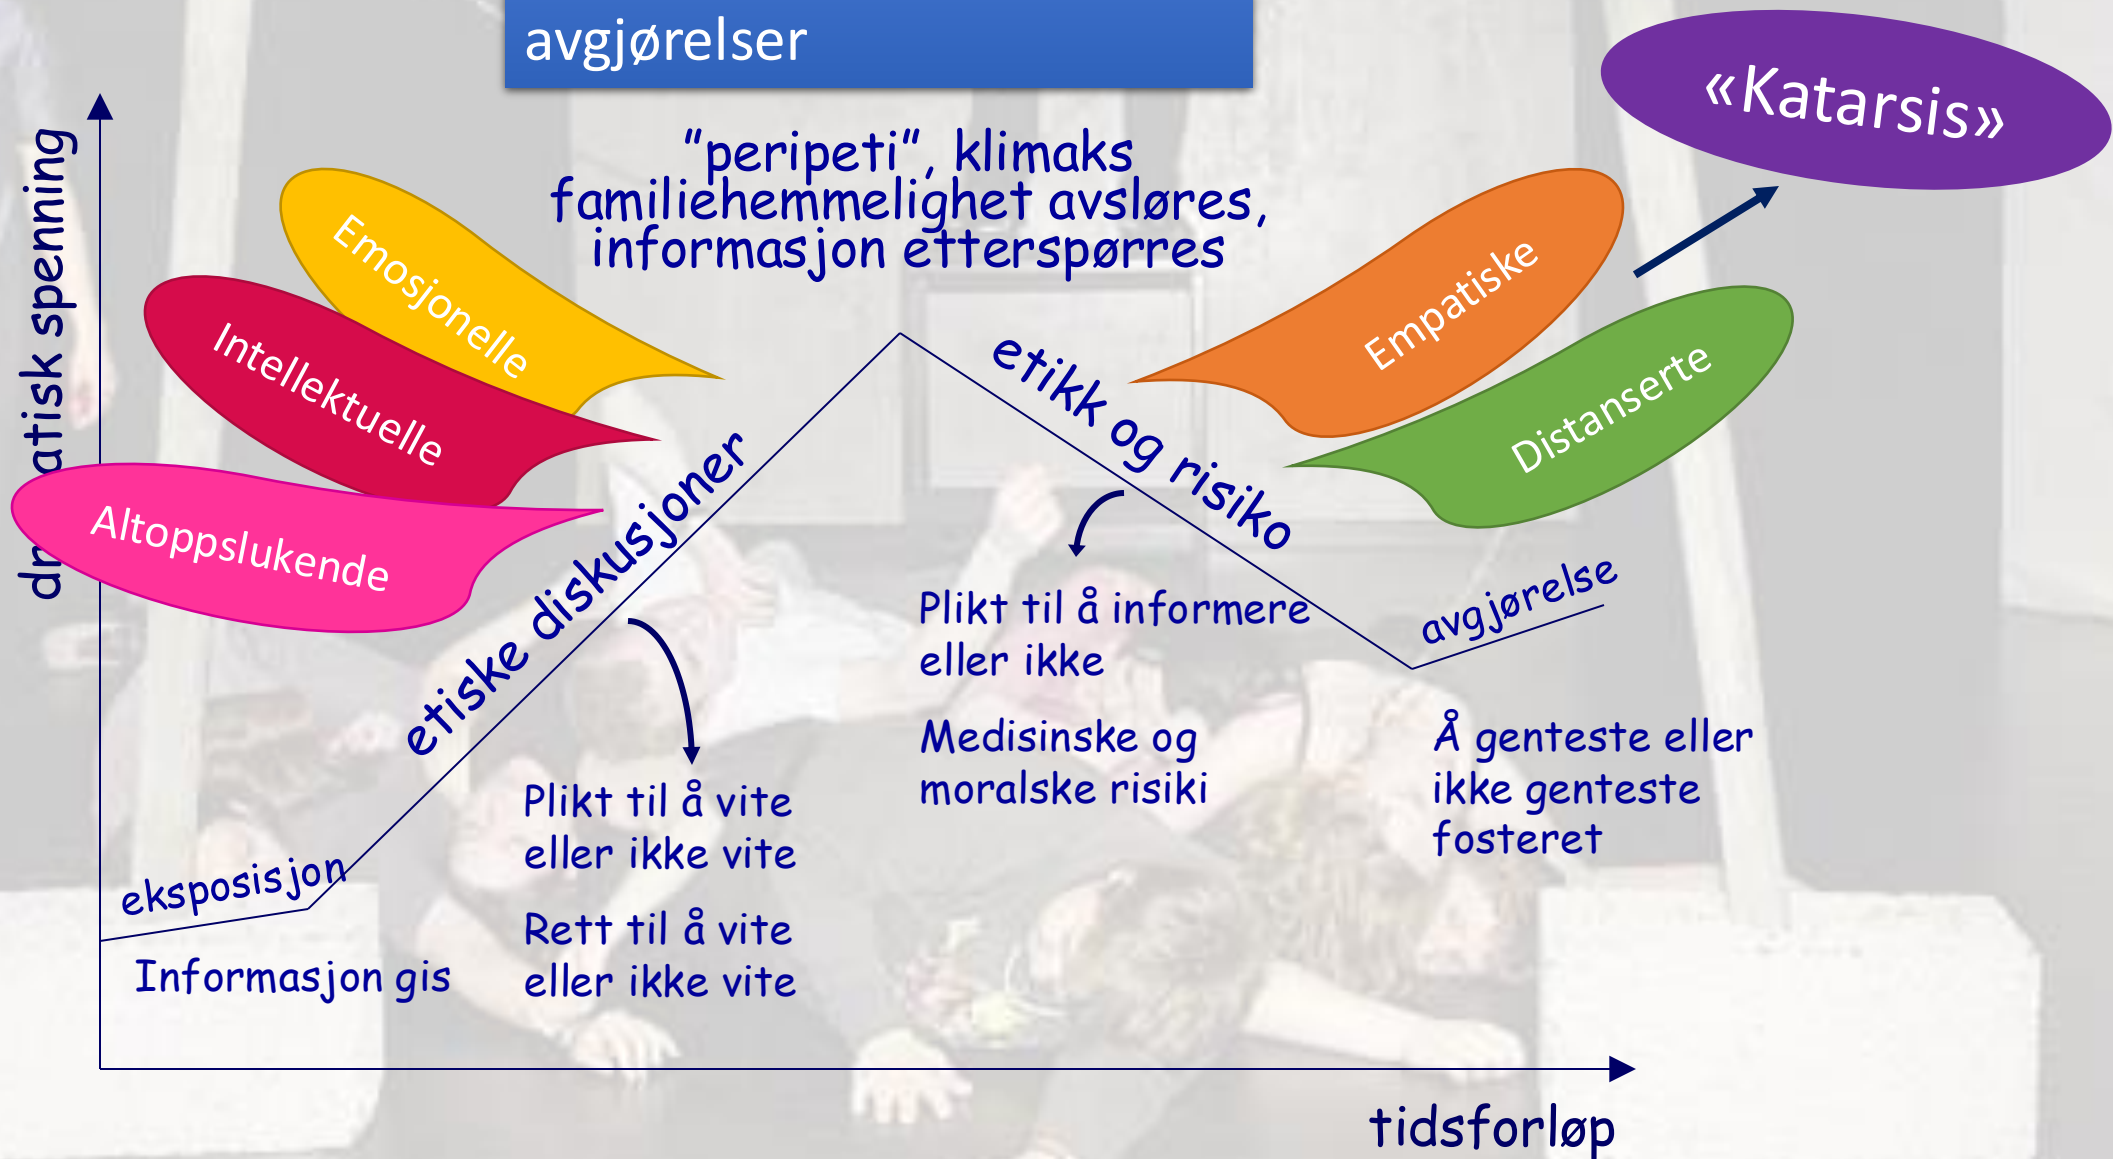 avgjørelser
«Katarsis»
"peripeti", klimaks
familiehemmelighet avsløres,
informasjon etterspørres
Emosjonelle
Intellektuelle
Altoppslukende
Empatiske
Distanserte
etiske diskusjoner
etikk og risiko
avgjørelse
Plikt til å informere
eller ikke
Medisinske og
moralske risiki
Å genteste eller
ikke genteste
fosteret
Plikt til å vite
eller ikke vite
Rett til å vite
eller ikke vite
eksposisjon
Informasjon gis
spenning
tidsforløp